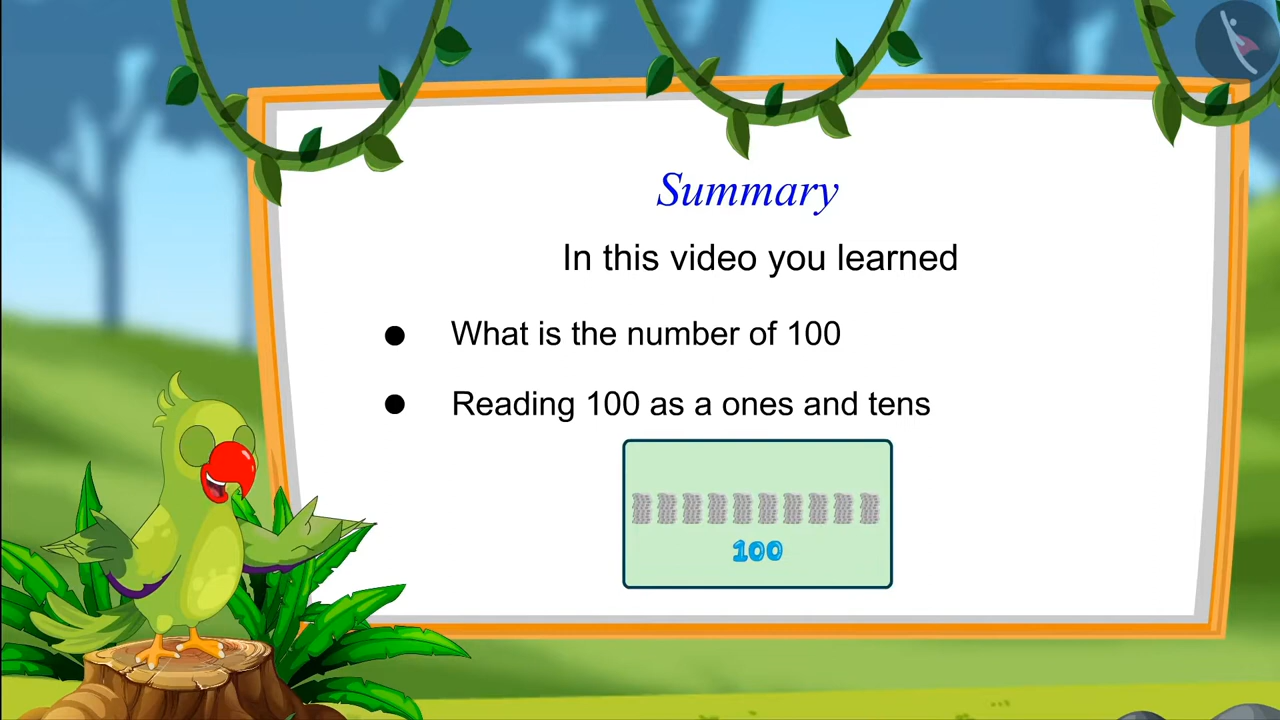 Summary
In this video you learned
● What is the number of 100
● Reading 100 as a ones and tens
100